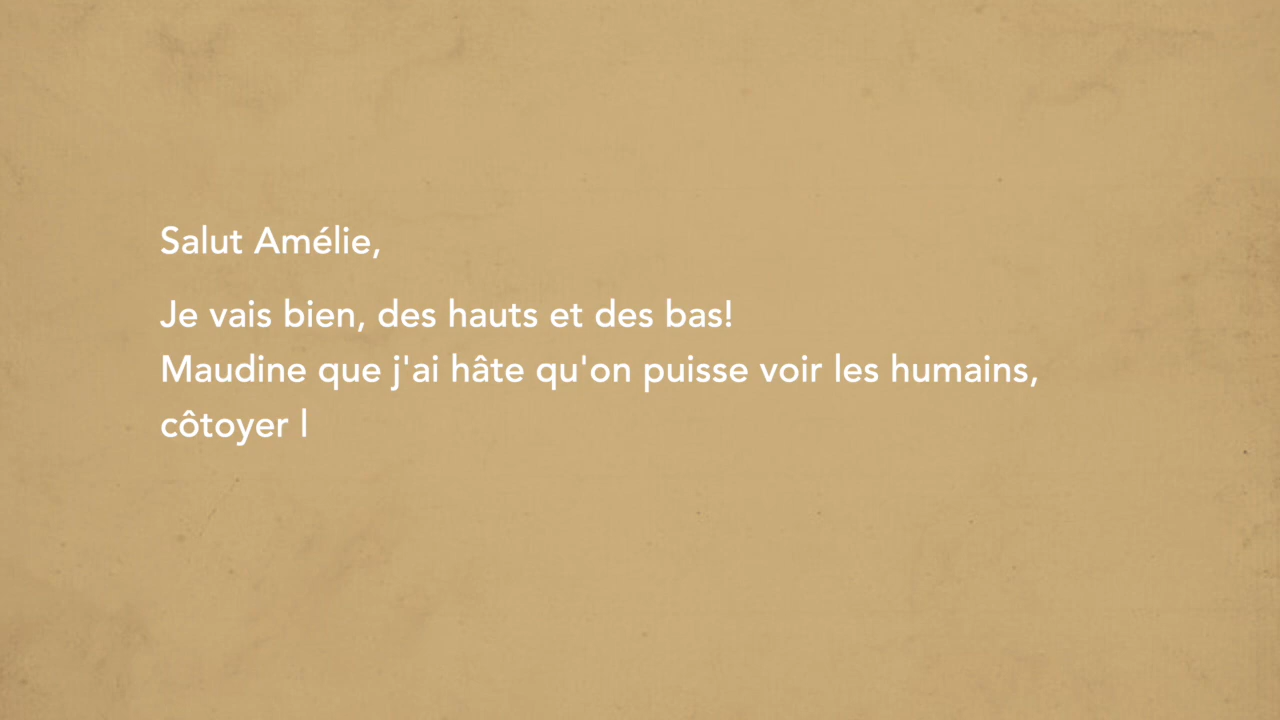 Salut Amélie,
Je vais bien, des hauts et des bas!
Maudine que j'ai hâte qu'on puisse voir les humains,
côtoyer l